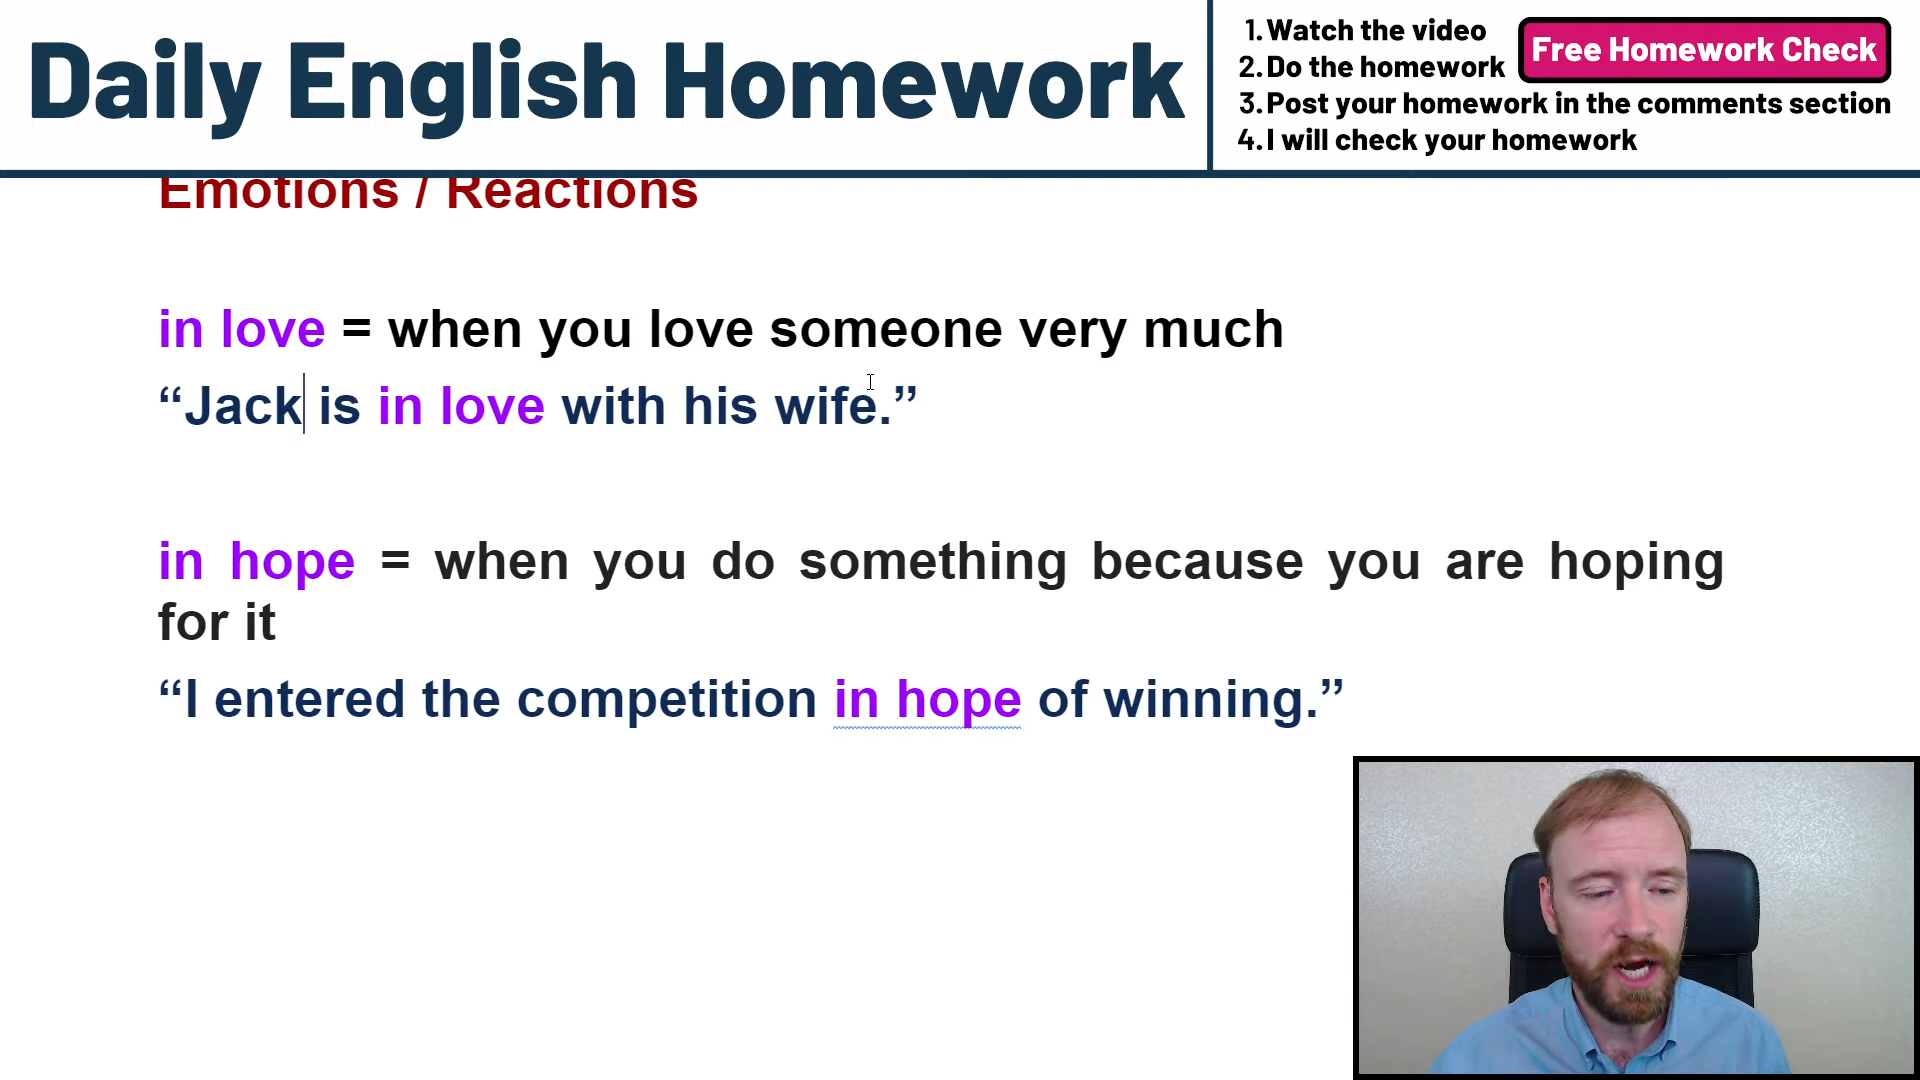 Daily English Homework
1. Watch the video
2. Do the homework
Free Homework Check
3. Post your homework in the comments section
4. I will check your homework
Emotions / Reactions
in love = when you love someone very much
“Jack is in love with his wife.”
in hope = when you do something because you are hoping
for it
“I entered the competition in hope of winning.”